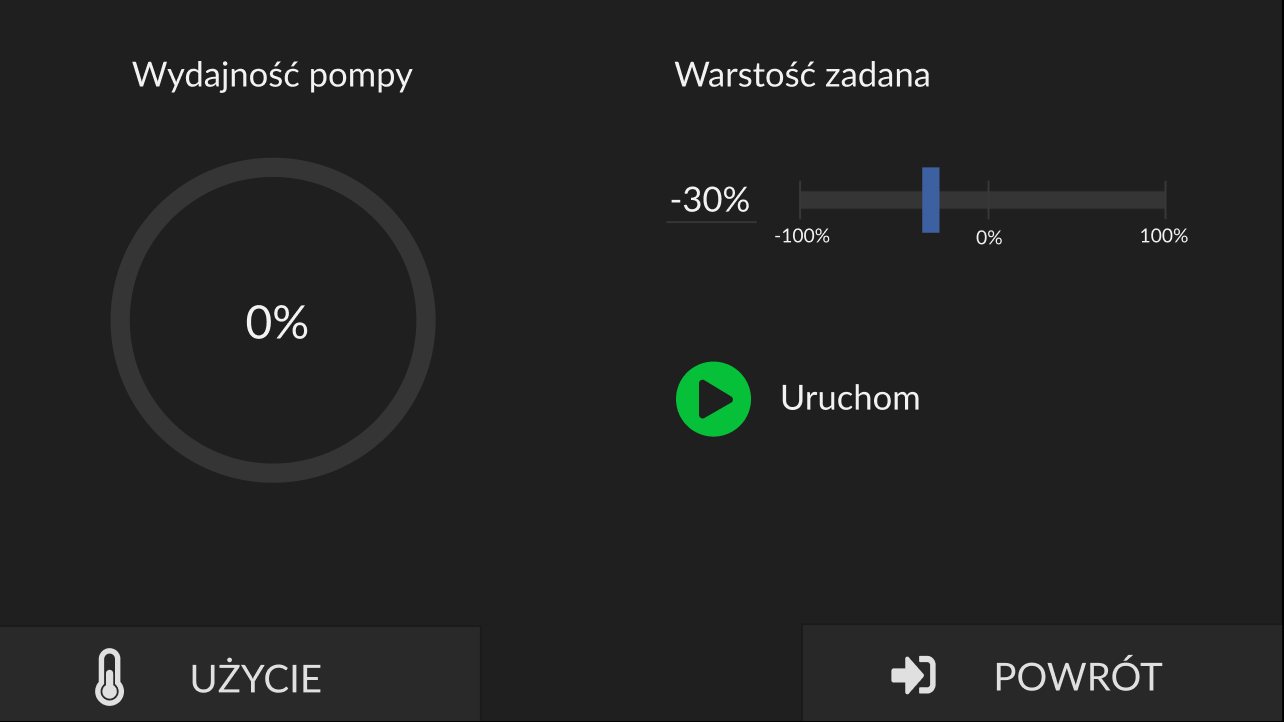 Wydajność pompy
Warstość zadana
-30%
-100%
0%
100%
0%
Uruchom
UŻYCIE
POWRÓT